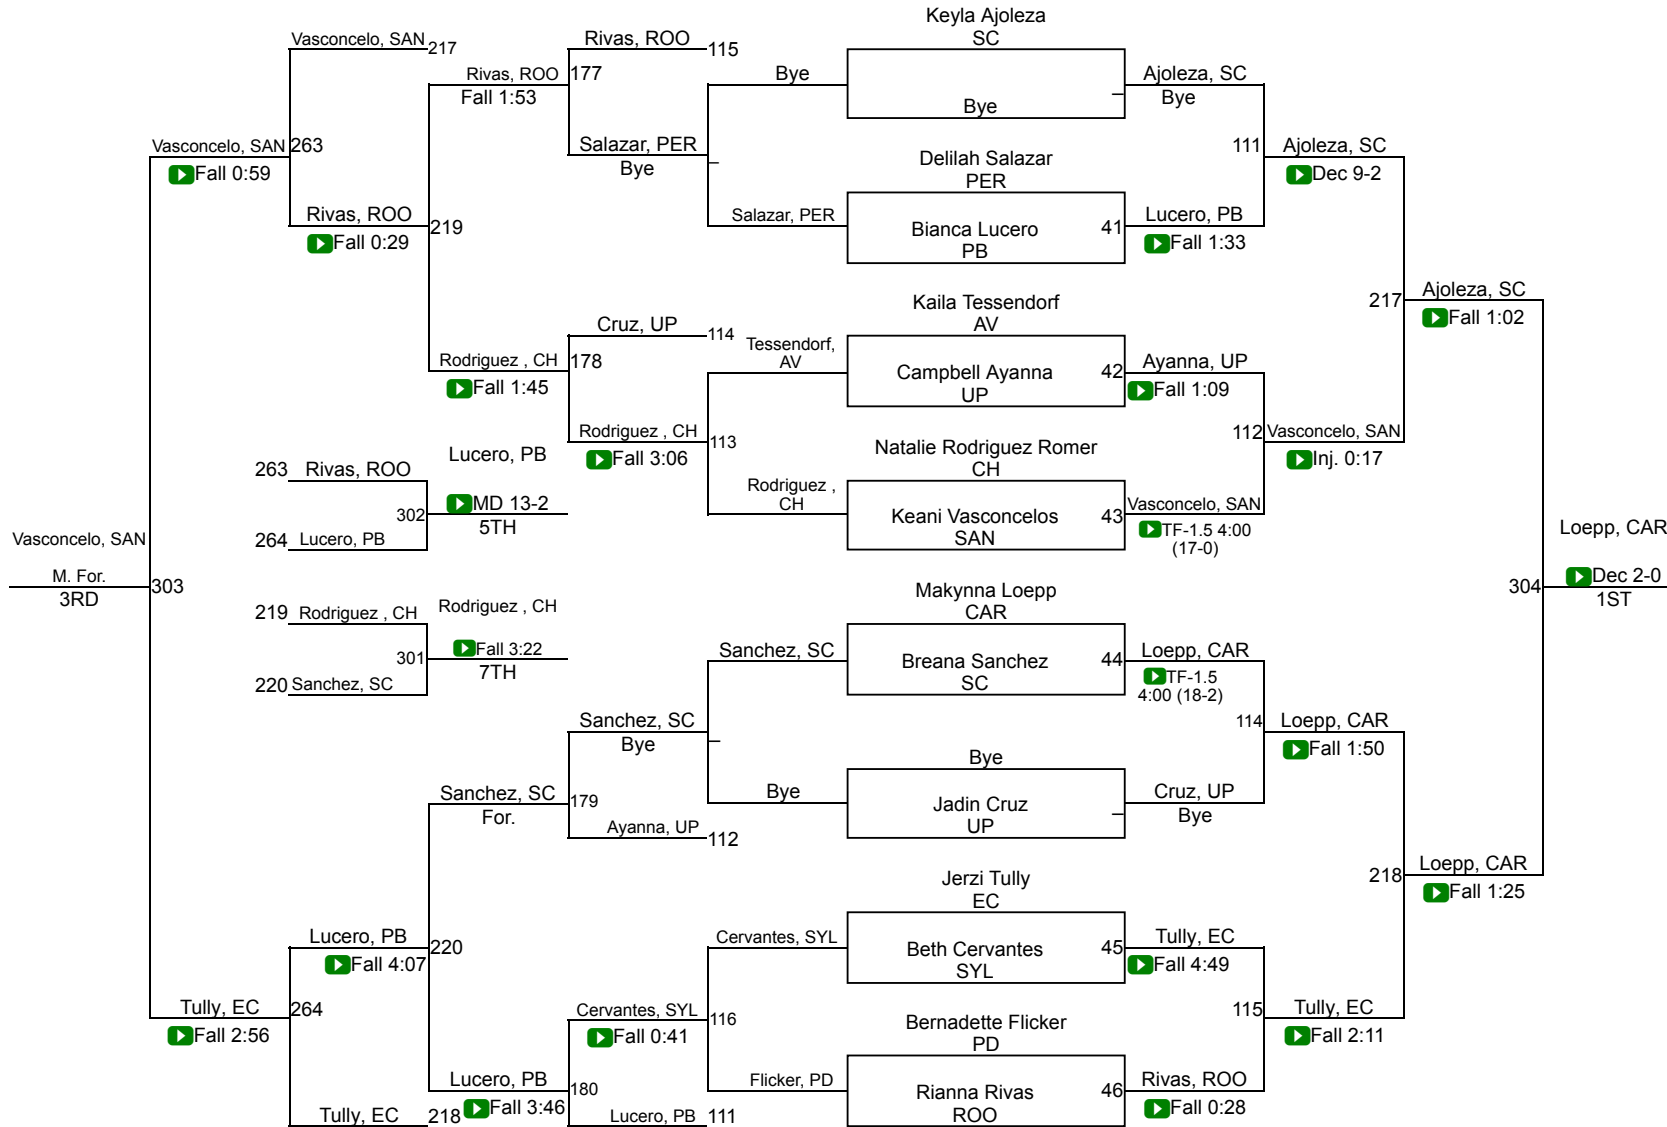 Keyla Ajoleza
SC
Vasconcelo, SAN 217
Rivas, ROO 115
Rivas, ROO 177
Fall 1:53
Bye
Bye
Ajoleza, SC
Bye
Vasconcelo, SAN 263
Fall 0:59
Salazar, PER
Bye
Delilah Salazar
PER
111
Ajoleza, SC
Dec 9-2
Rivas, ROO
Fall 0:29
219
Salazar, PER
Bianca Lucero
PB
41
Lucero, PB
Fall 1:33
Kaila Tessendorf
AV
217
Ajoleza, SC
Fall 1:02
Cruz, UP 114
Tessendorf,
AV
Rodriguez , CH 178
Fall 1:45
Campbell Ayanna
UP
42
Ayanna, UP
Fall 1:09
Rodriguez , CH 113
Fall 3:06
Natalie Rodriguez Romer
CH
112
Vasconcelo, SAN
Inj. 0:17
263 Rivas, ROO
Lucero, PB
302
MD 13-2
5TH
264 Lucero, PB
Rodriguez ,
CH
Keani Vasconcelos
SAN
43
Vasconcelo, SAN
TF-1.5 4:00
(17-0)
Vasconcelo, SAN
M. For.
3RD
303
Loepp, CAR
304
Dec 2-0
1ST
Makynna Loepp
CAR
219 Rodriguez , CH
Rodriguez , CH
301
Fall 3:22
7TH
220 Sanchez, SC
Sanchez, SC
Breana Sanchez
SC
44
Loepp, CAR
TF-1.5
4:00 (18-2)
Sanchez, SC
Bye
114
Loepp, CAR
Fall 1:50
Bye
Sanchez, SC
For.
179
Bye
Jadin Cruz
UP
Cruz, UP
Bye
Ayanna, UP 112
Jerzi Tully
EC
218
Loepp, CAR
Fall 1:25
Lucero, PB
Fall 4:07
220
Cervantes, SYL
Beth Cervantes
SYL
45
Tully, EC
Fall 4:49
Tully, EC
Fall 2:56
264
Cervantes, SYL
Fall 0:41
116
Bernadette Flicker
PD
115
Tully, EC
Fall 2:11
Lucero, PB
Fall 3:46
180
Flicker, PD
Rianna Rivas
ROO
46
Rivas, ROO
Fall 0:28
Tully, EC 218
Lucero, PB 111